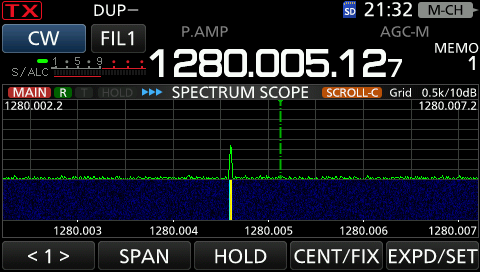 TX DUP− SD 21:32 M-CH
CW FIL1 P.AMP AGC-M
MEMO
1
S/ALC 1 5 9
1280.005.127
MAIN R T HOLD SPECTRUM SCOPE SCROLL-C Grid 0.5k/10dB
1280.002.2 1280.007.2
1280.003 1280.004 1280.005 1280.006 1280.007
< 1 > SPAN HOLD CENT/FIX EXPD/SET